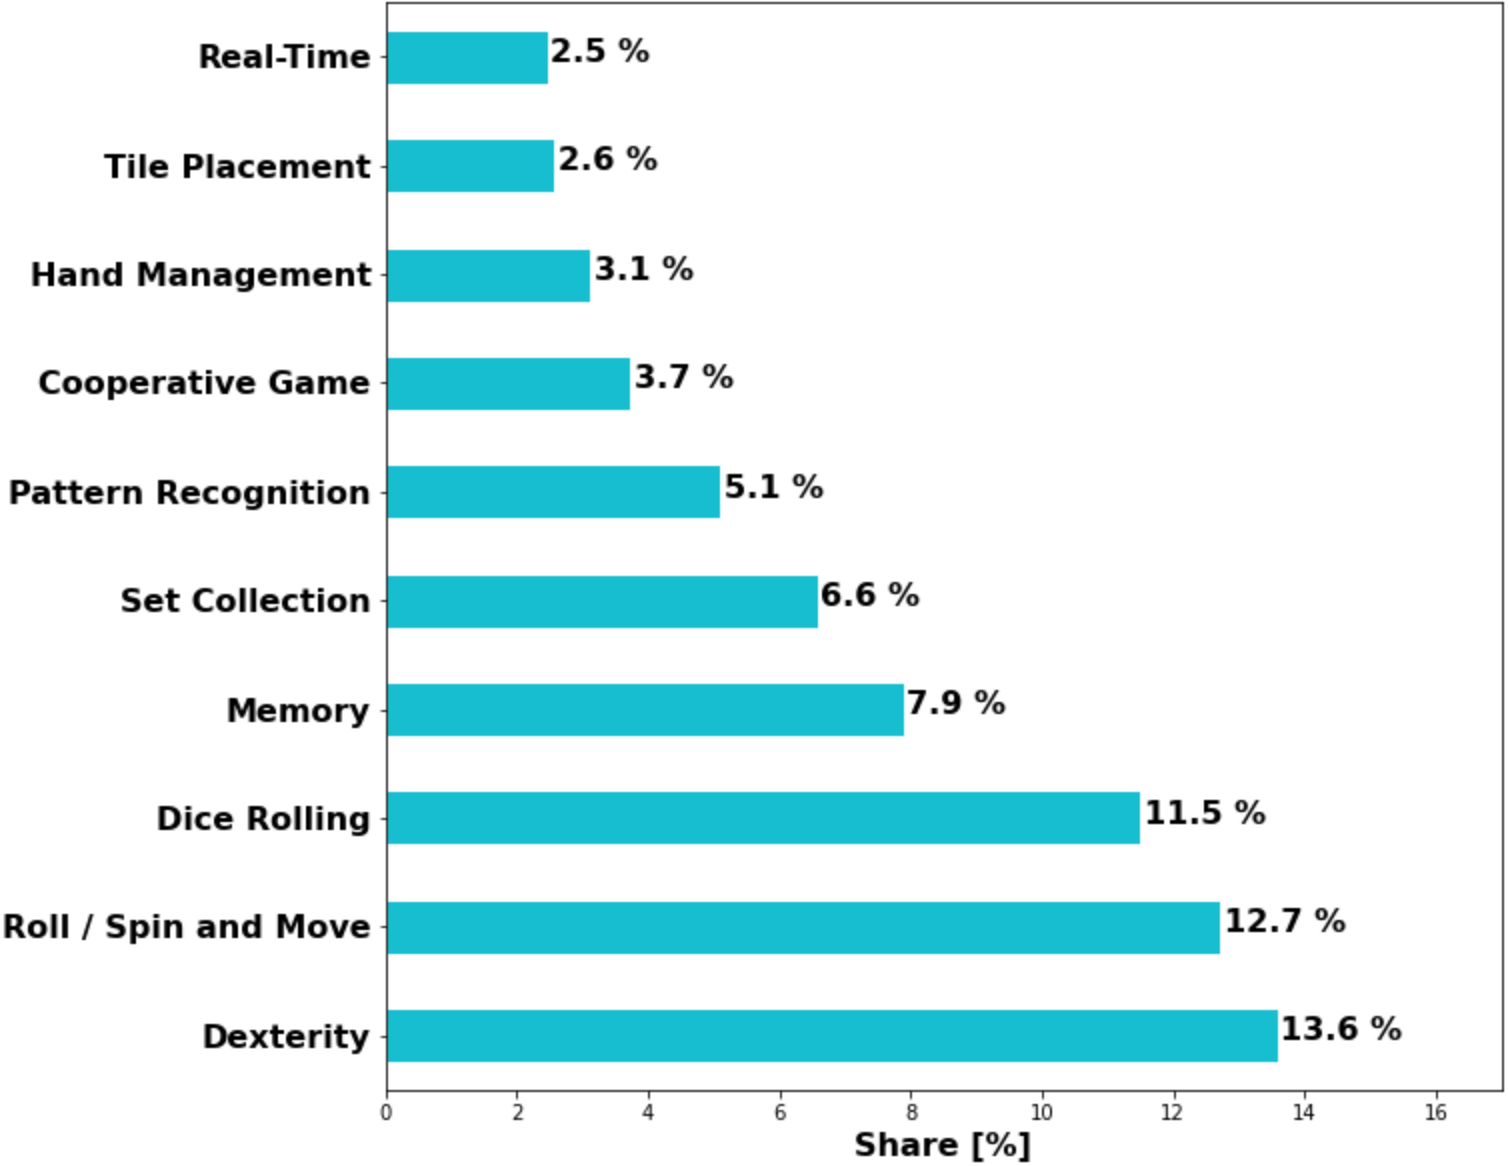 Real-Time 2.5 %
Tile Placement 2.6 %
Hand Management 3.1 %
Cooperative Game 3.7 %
Pattern Recognition 5.1 %
Set Collection 6.6 %
Memory 7.9 %
Dice Rolling 11.5 %
Roll / Spin and Move 12.7 %
Dexterity 13.6 %
0 2 4 6 8 10 12 14 16
Share [%]